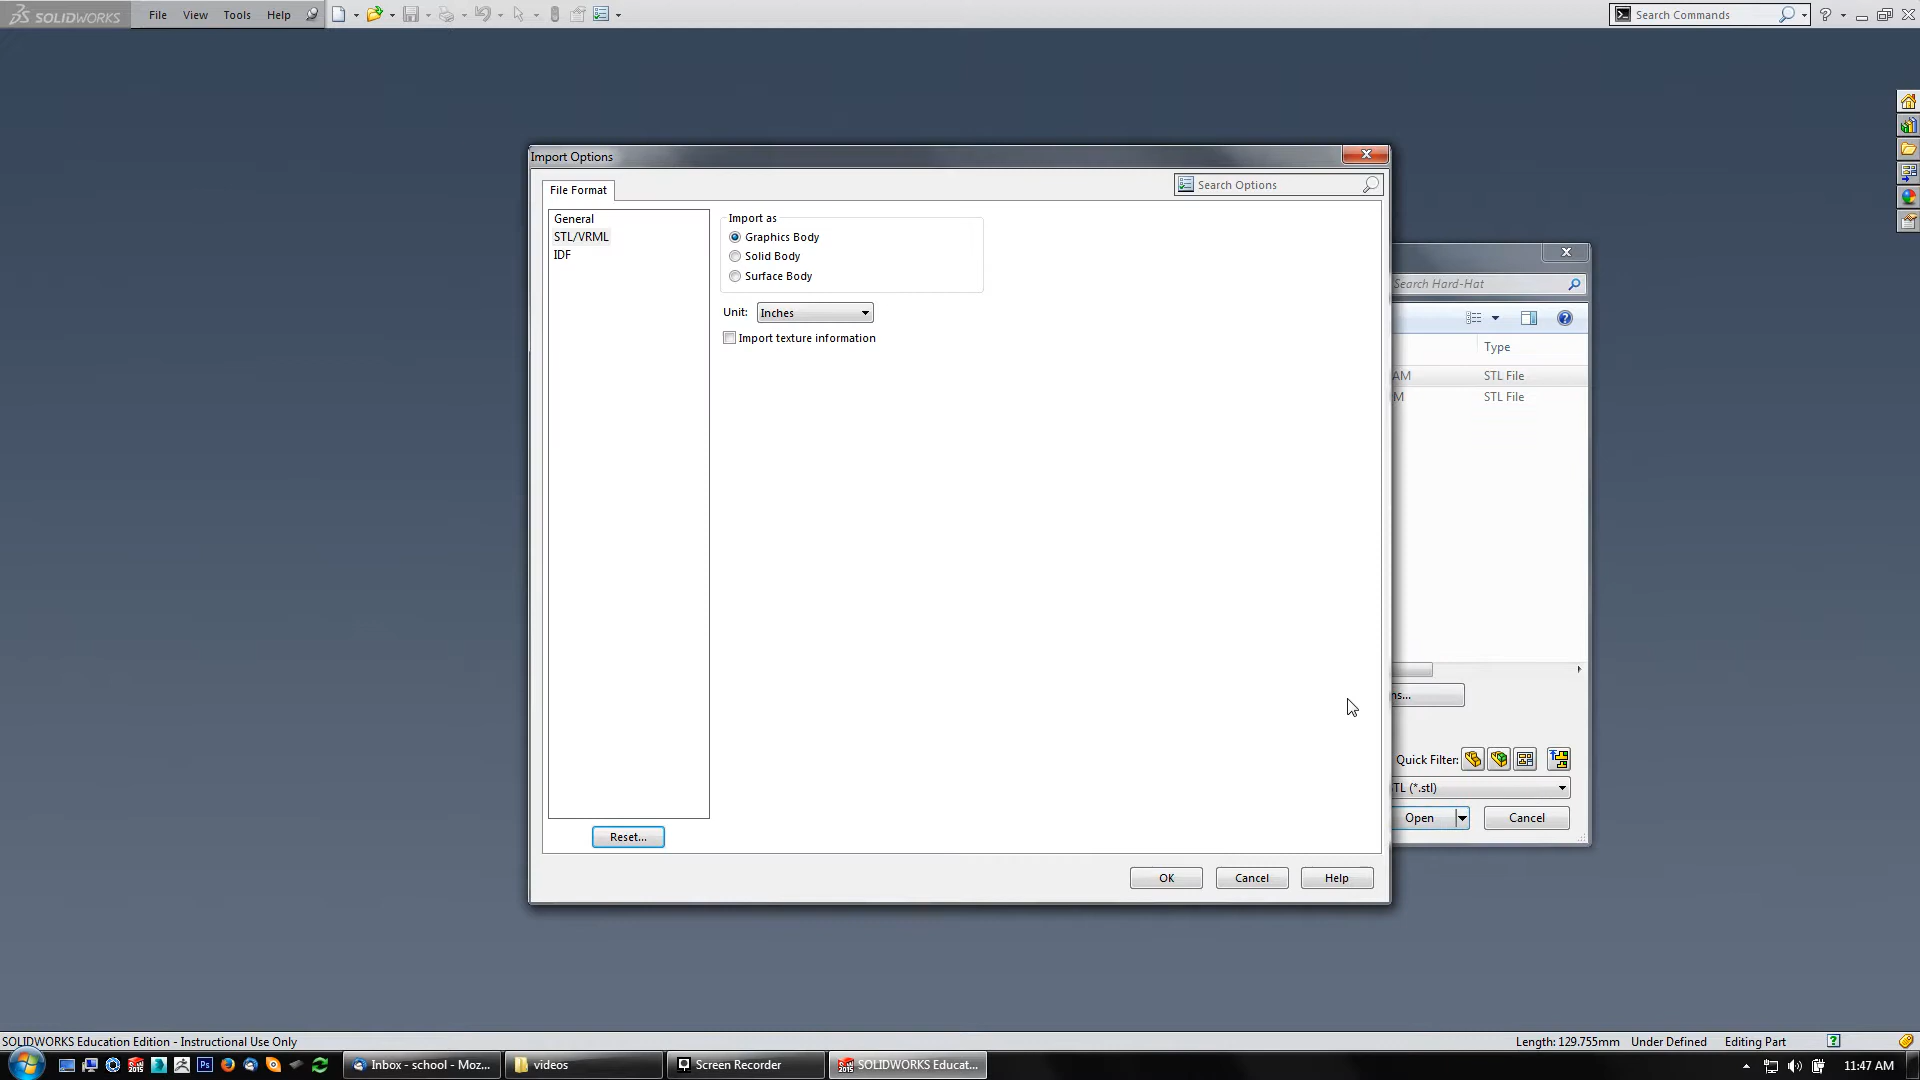 SOLIDWORKS File View Tools Help Search Commands
Import Options
File Format Search Options
General
STL/VRML
IDF
Import as
Graphics Body
Solid Body
Surface Body
Unit: Inches
Import texture information
Reset...
OK Cancel Help
Search Hard-Hat
Type
AM STL File
M STL File
ns...
Quick Filter:
TL (*.stl)
Open Cancel
SOLIDWORKS Education Edition - Instructional Use Only Length: 129.755mm Under Defined Editing Part
Inbox - school - Moz... videos Screen Recorder SOLIDWORKS Educat... 11:47 AM